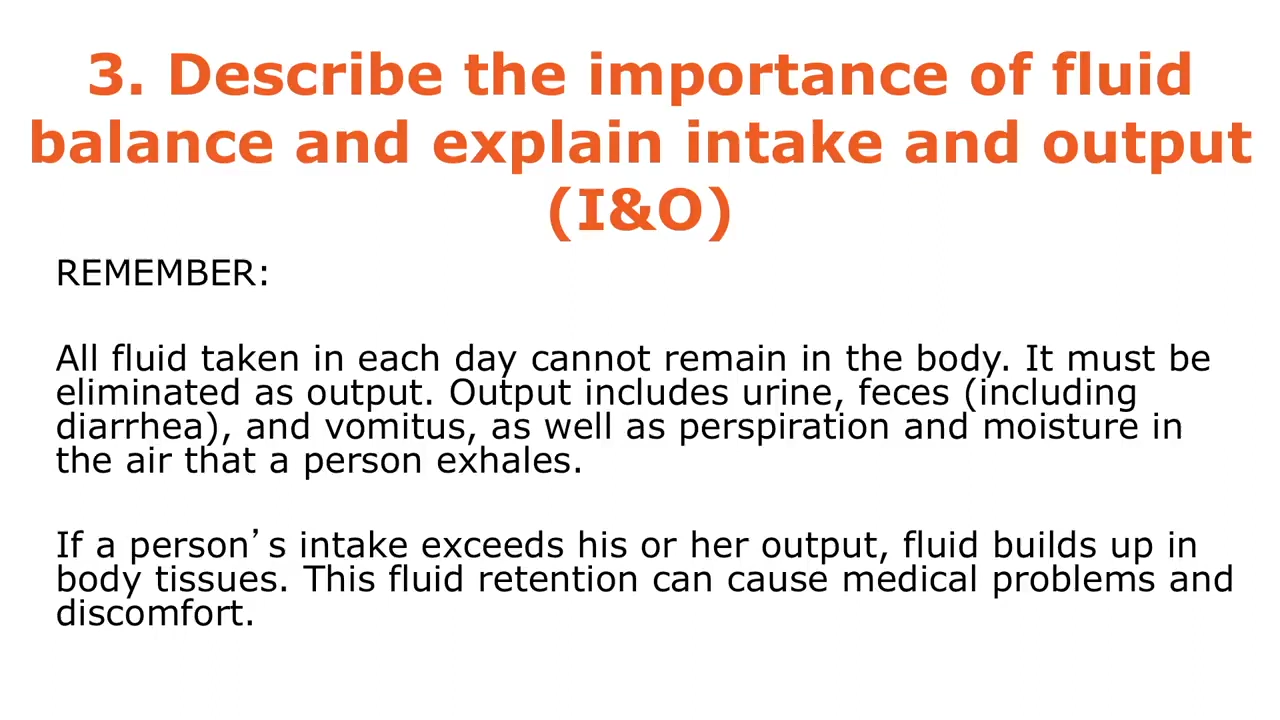 3. Describe the importance of fluid
balance and explain intake and output
(I&O)
REMEMBER:
All fluid taken in each day cannot remain in the body. It must be
eliminated as output. Output includes urine, feces (including
diarrhea), and vomitus, as well as perspiration and moisture in
the air that a person exhales.
If a person’s intake exceeds his or her output, fluid builds up in
body tissues. This fluid retention can cause medical problems and
discomfort.